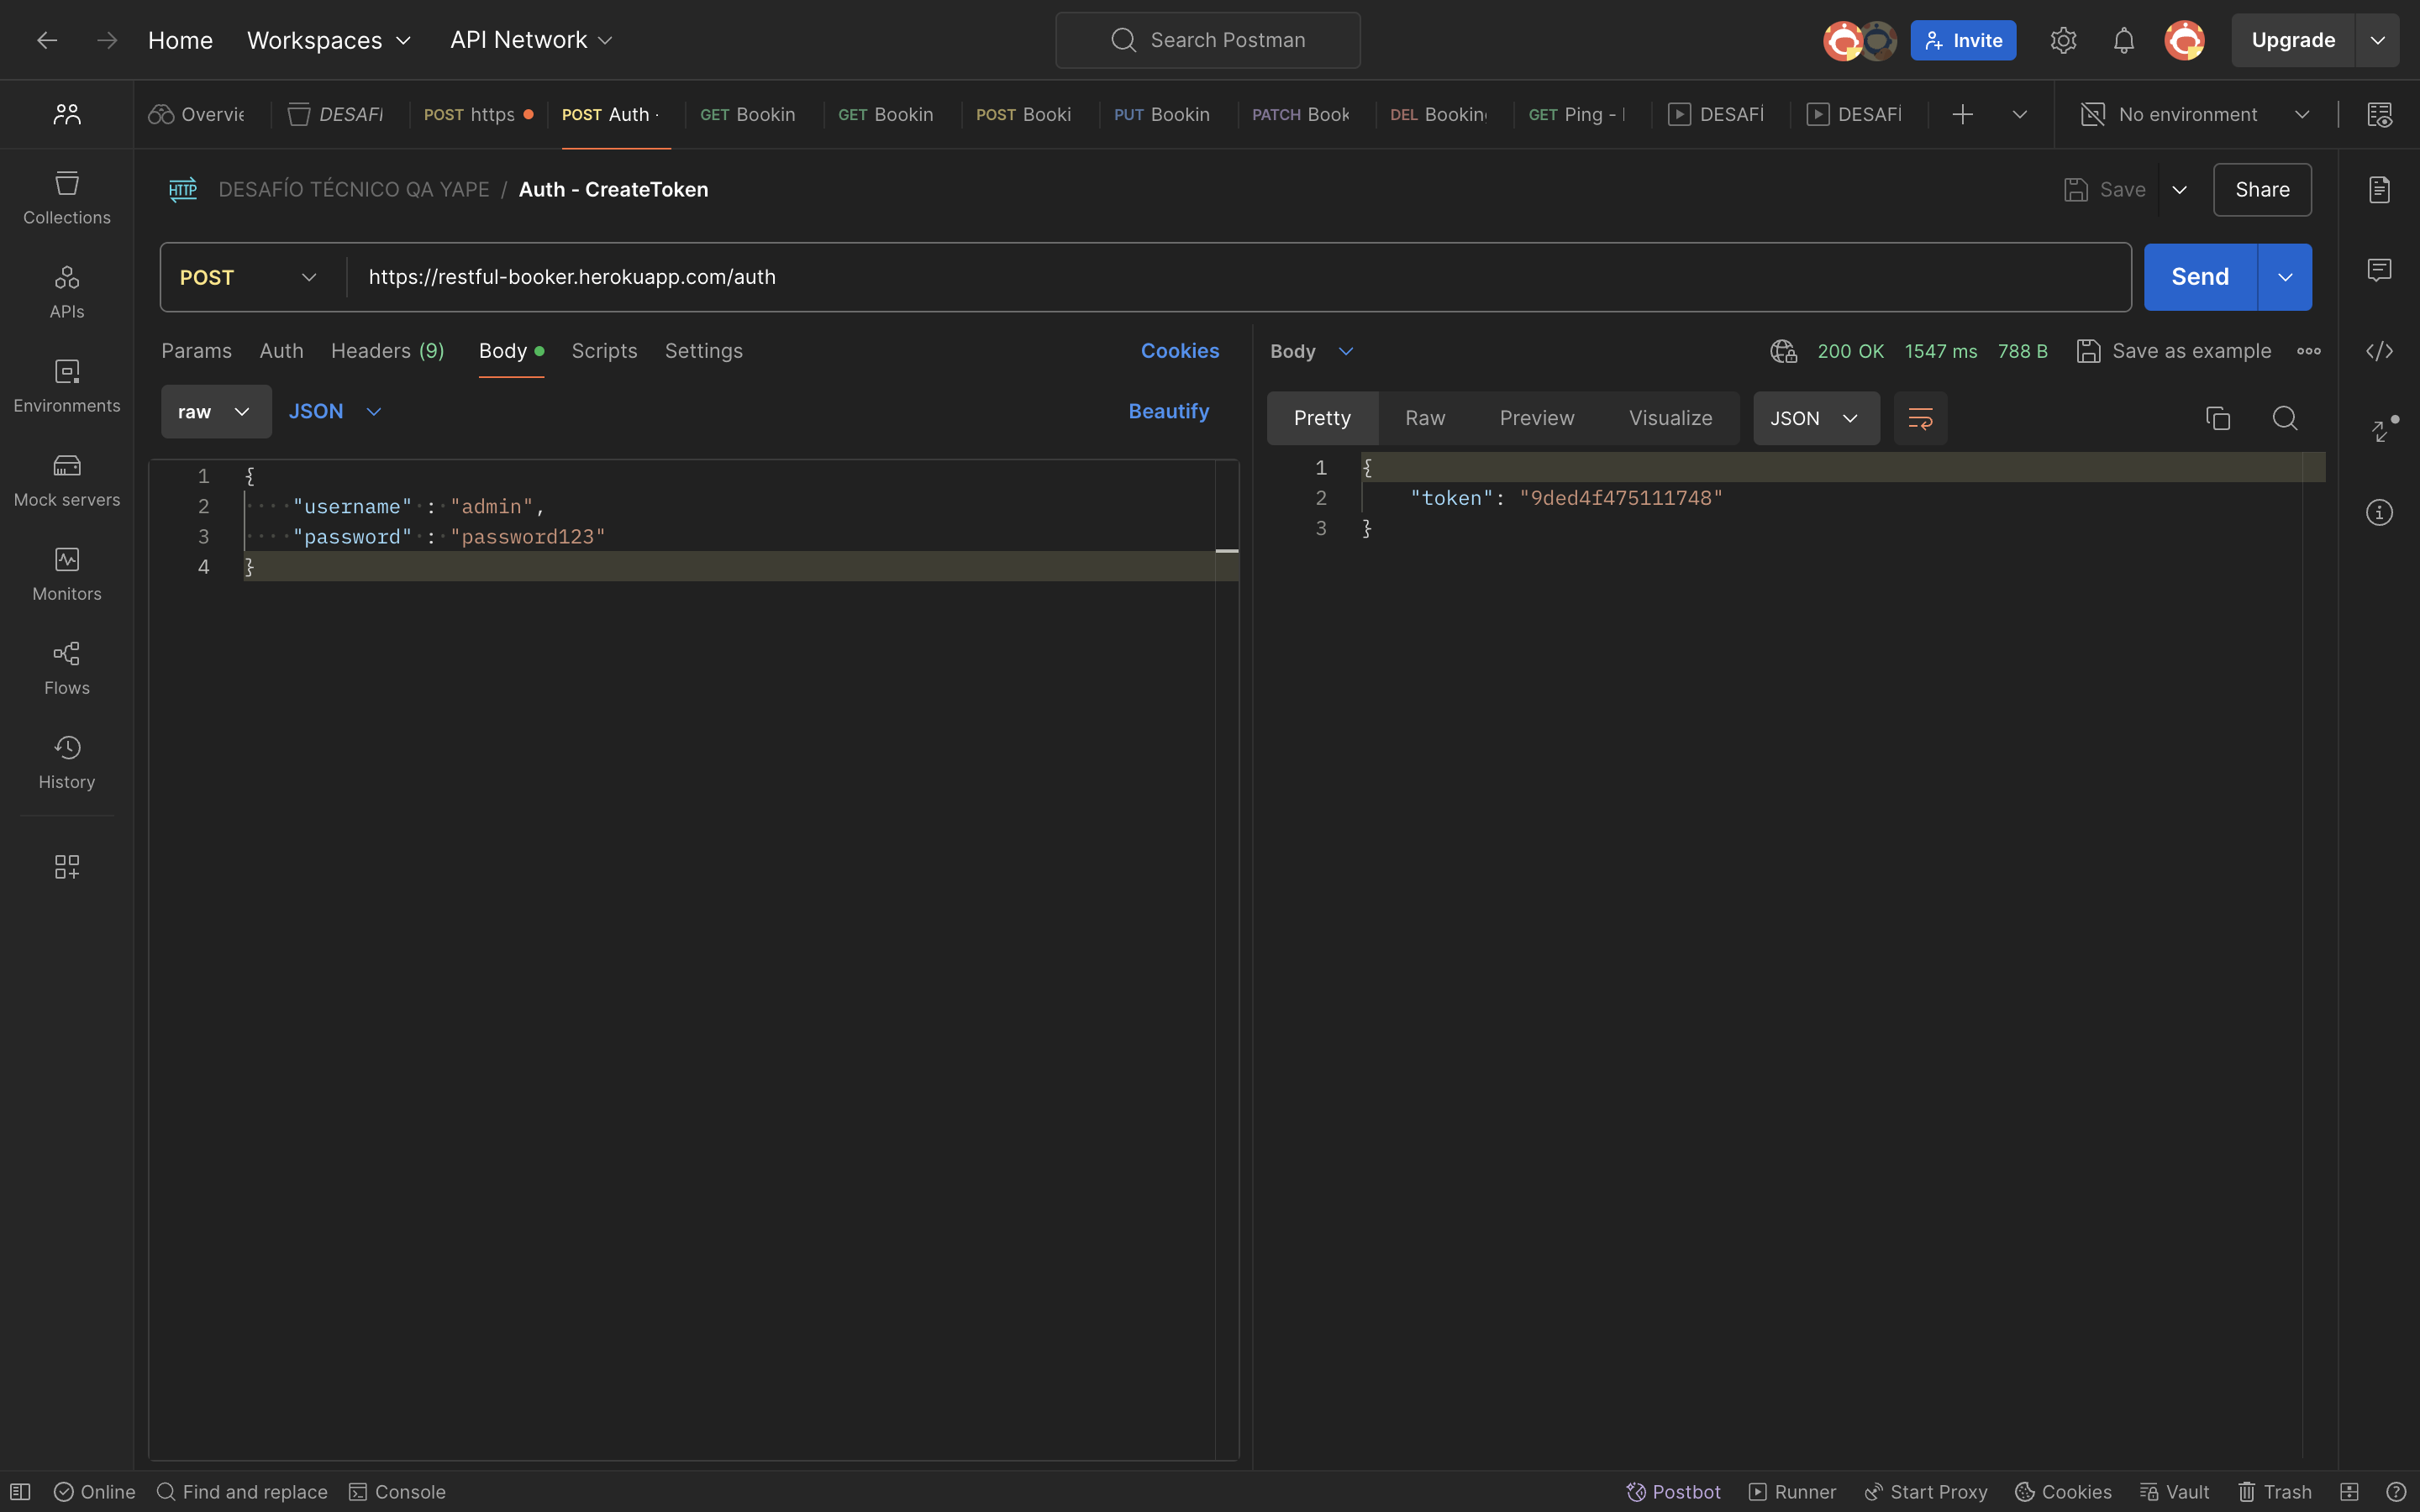 Home Workspaces API Network Search Postman Invite Upgrade
Overvie DESAFÍ POST https POST Auth - GET Bookin GET Bookin POST Booki PUT Bookin PATCH Book DEL Booking GET Ping - DESAFÍ DESAFÍ No environment
HTTP DESAFÍO TÉCNICO QA YAPE / Auth - CreateToken Save Share
Collections
APIs
Environments
Mock servers
Monitors
Flows
History
POST https://restful-booker.herokuapp.com/auth Send
Params Auth Headers (9) Body Scripts Settings Cookies
raw JSON Beautify
1 {
2 "username" : "admin",
3 "password" : "password123"
4 }
Body 200 OK 1547 ms 788 B Save as example
Pretty Raw Preview Visualize JSON
1 {
2 "token": "9ded4f475111748"
3 }
Online Find and replace Console Postbot Runner Start Proxy Cookies Vault Trash